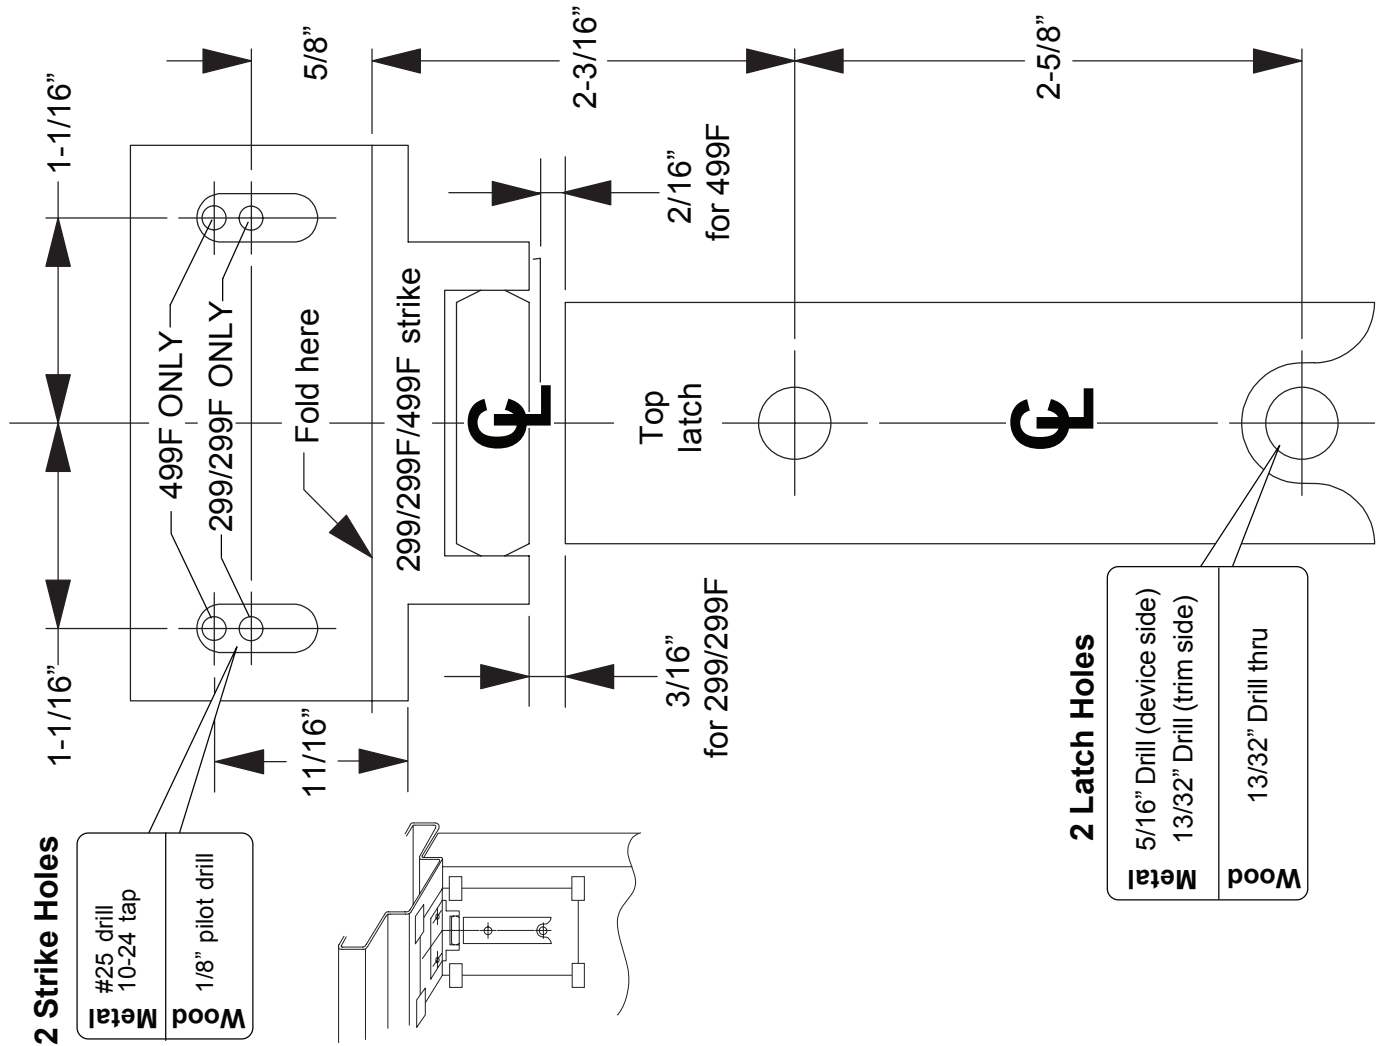 1-1/16”
1-1/16”
5/8”
2-3/16”
2-5/8”
499F ONLY
299/299F ONLY
Fold here
299/299F/499F strike
11/16”
2/16”
for 499F
3/16”
for 299/299F
CL
Top
latch
CL
2 Strike Holes
Metal
#25 drill
10-24 tap
Wood
1/8” pilot drill
2 Latch Holes
Metal
5/16” Drill (device side)
13/32” Drill (trim side)
Wood
13/32” Drill thru